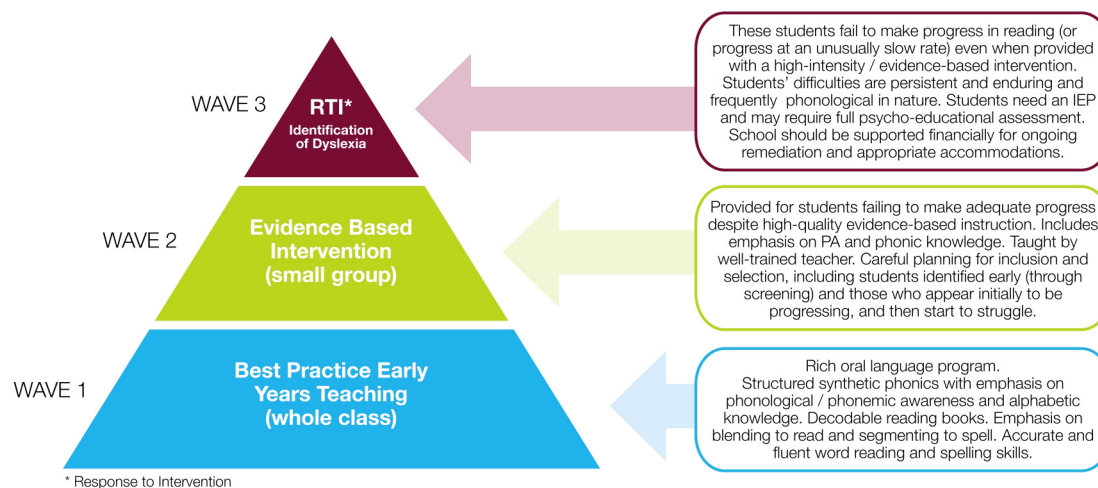 WAVE 3
RTI*
Identification
of Dyslexia
These students fail to make progress in reading (or
progress at an unusually slow rate) even when provided
with a high-intensity / evidence-based intervention.
Students' difficulties are persistent and enduring and
frequently  phonological in nature. Students need an IEP
and may require full psycho-educational assessment.
School should be supported financially for ongoing
remediation and appropriate accommodations.
WAVE 2
Evidence Based
Intervention
(small group)
Provided for students failing to make adequate progress
despite high-quality evidence-based instruction. Includes
emphasis on PA and phonic knowledge. Taught by
well-trained teacher. Careful planning for inclusion and
selection, including students identified early (through
screening) and those who appear initially to be
progressing, and then start to struggle.
WAVE 1
Best Practice Early
Years Teaching
(whole class)
Rich oral language program.
Structured synthetic phonics with emphasis on
phonological / phonemic awareness and alphabetic
knowledge. Decodable reading books. Emphasis on
blending to read and segmenting to spell. Accurate and
fluent word reading and spelling skills.
* Response to Intervention